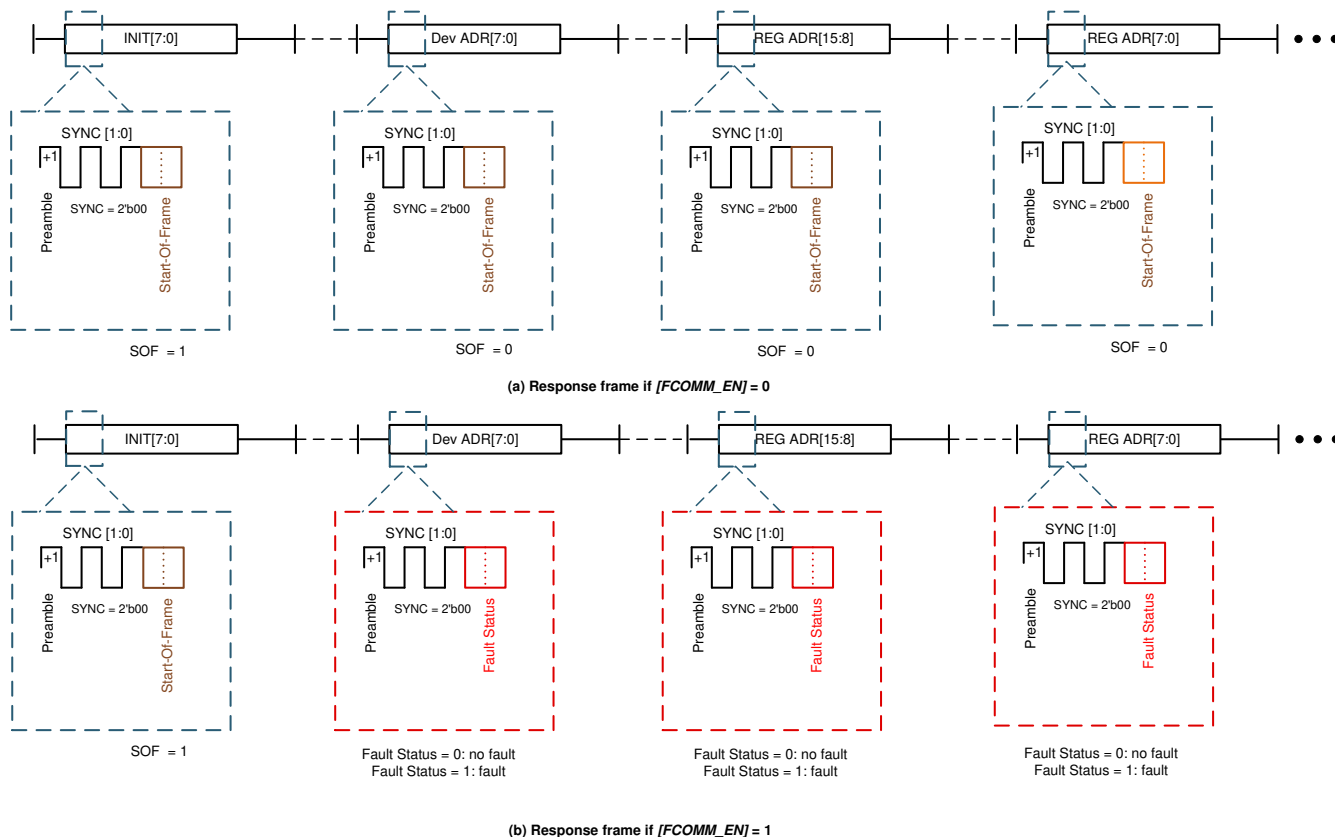 INIT[7:0]
Dev ADR[7:0]
REG ADR[15:8]
REG ADR[7:0]
SYNC [1:0]
+1
Preamble
SYNC = 2'b00
Start-Of-Frame
SOF = 1
SYNC [1:0]
+1
Preamble
SYNC = 2'b00
Start-Of-Frame
SOF = 0
SYNC [1:0]
+1
Preamble
SYNC = 2'b00
Start-Of-Frame
SOF = 0
SYNC [1:0]
+1
Preamble
SYNC = 2'b00
Start-Of-Frame
SOF = 0
(a) Response frame if [FCOMM_EN] = 0
INIT[7:0]
Dev ADR[7:0]
REG ADR[15:8]
REG ADR[7:0]
SYNC [1:0]
+1
Preamble
SYNC = 2'b00
Start-Of-Frame
SOF = 1
SYNC [1:0]
+1
Preamble
SYNC = 2'b00
Fault Status
Fault Status = 0: no fault
Fault Status = 1: fault
SYNC [1:0]
+1
Preamble
SYNC = 2'b00
Fault Status
Fault Status = 0: no fault
Fault Status = 1: fault
SYNC [1:0]
+1
Preamble
SYNC = 2'b00
Fault Status
Fault Status = 0: no fault
Fault Status = 1: fault
(b) Response frame if [FCOMM_EN] = 1